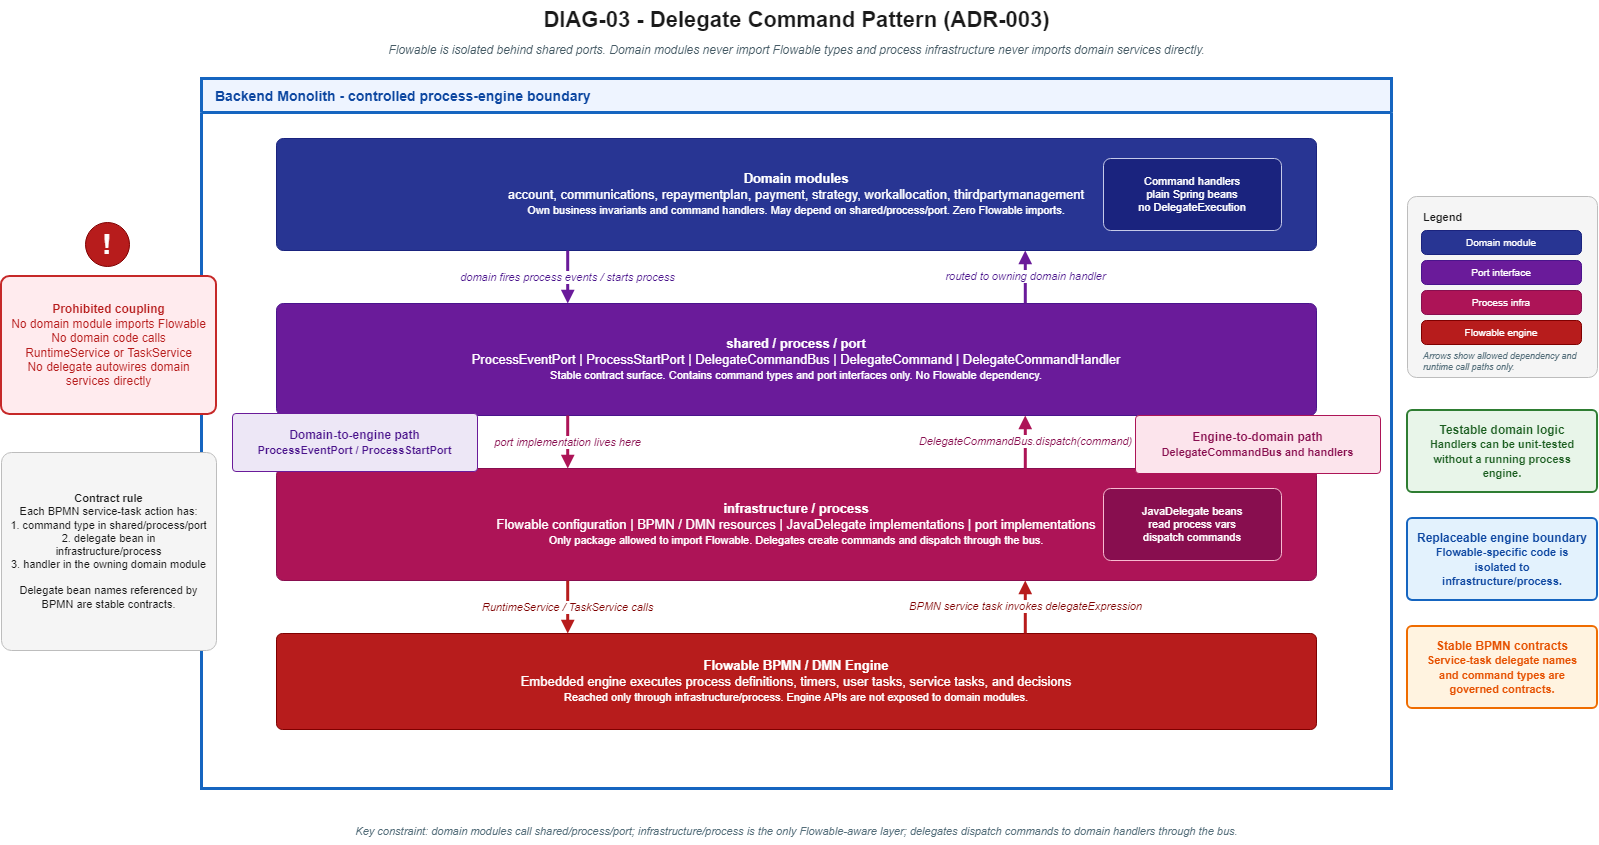 DIAG-03 - Delegate Command Pattern (ADR-003)
Flowable is isolated behind shared ports. Domain modules never import Flowable types and process infrastructure never imports domain services directly.
Backend Monolith - controlled process-engine boundary
Domain modules
account, communications, repaymentplan, payment, strategy, workallocation, thirdpartymanagement
Own business invariants and command handlers. May depend on shared/process/port. Zero Flowable imports.
Command handlers
plain Spring beans
no DelegateExecution
domain fires process events / starts process
routed to owning domain handler
shared / process / port
ProcessEventPort | ProcessStartPort | DelegateCommandBus | DelegateCommand | DelegateCommandHandler
Stable contract surface. Contains command types and port interfaces only. No Flowable dependency.
Domain-to-engine path
ProcessEventPort / ProcessStartPort
port implementation lives here
DelegateCommandBus.dispatch(command)
Engine-to-domain path
DelegateCommandBus and handlers
infrastructure / process
Flowable configuration | BPMN / DMN resources | JavaDelegate implementations | port implementations
Only package allowed to import Flowable. Delegates create commands and dispatch through the bus.
JavaDelegate beans
read process vars
dispatch commands
RuntimeService / TaskService calls
BPMN service task invokes delegateExpression
Flowable BPMN / DMN Engine
Embedded engine executes process definitions, timers, user tasks, service tasks, and decisions
Reached only through infrastructure/process. Engine APIs are not exposed to domain modules.
!
Prohibited coupling
No domain module imports Flowable
No domain code calls
RuntimeService or TaskService
No delegate autowires domain
services directly
Contract rule
Each BPMN service-task action has:
1. command type in shared/process/port
2. delegate bean in
infrastructure/process
3. handler in the owning domain module
Delegate bean names referenced by
BPMN are stable contracts.
Legend
Domain module
Port interface
Process infra
Flowable engine
Arrows show allowed dependency and
runtime call paths only.
Testable domain logic
Handlers can be unit-tested
without a running process
engine.
Replaceable engine boundary
Flowable-specific code is
isolated to
infrastructure/process.
Stable BPMN contracts
Service-task delegate names
and command types are
governed contracts.
Key constraint: domain modules call shared/process/port; infrastructure/process is the only Flowable-aware layer; delegates dispatch commands to domain handlers through the bus.